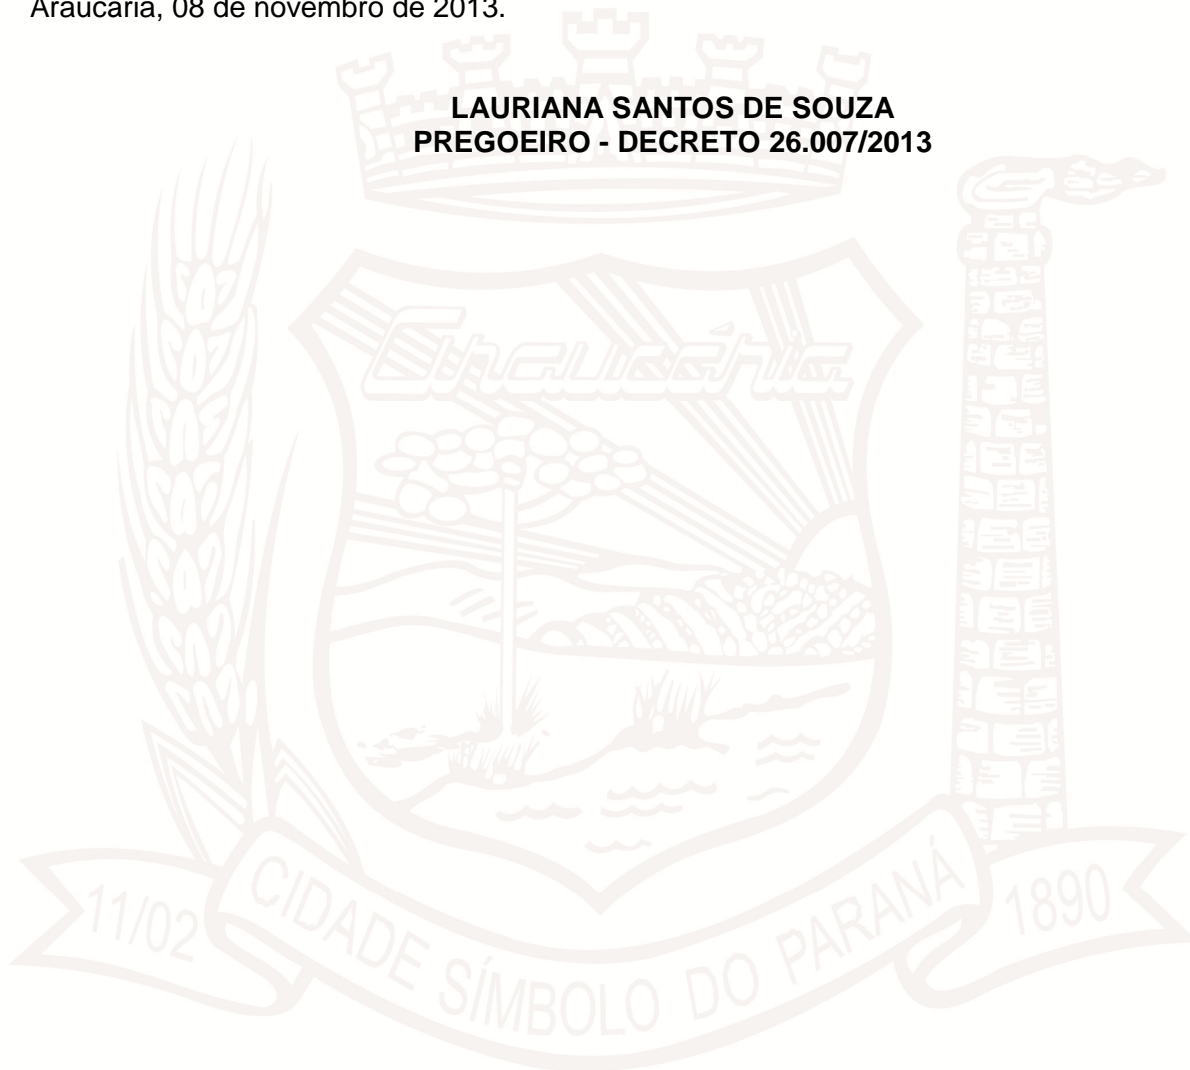 Araucária, 08 de novembro de 2013.
LAURIANA SANTOS DE SOUZA
PREGOEIRO - DECRETO 26.007/2013
Araucária
11/02
CIDADE SÍMBOLO DO PARANÁ
1890